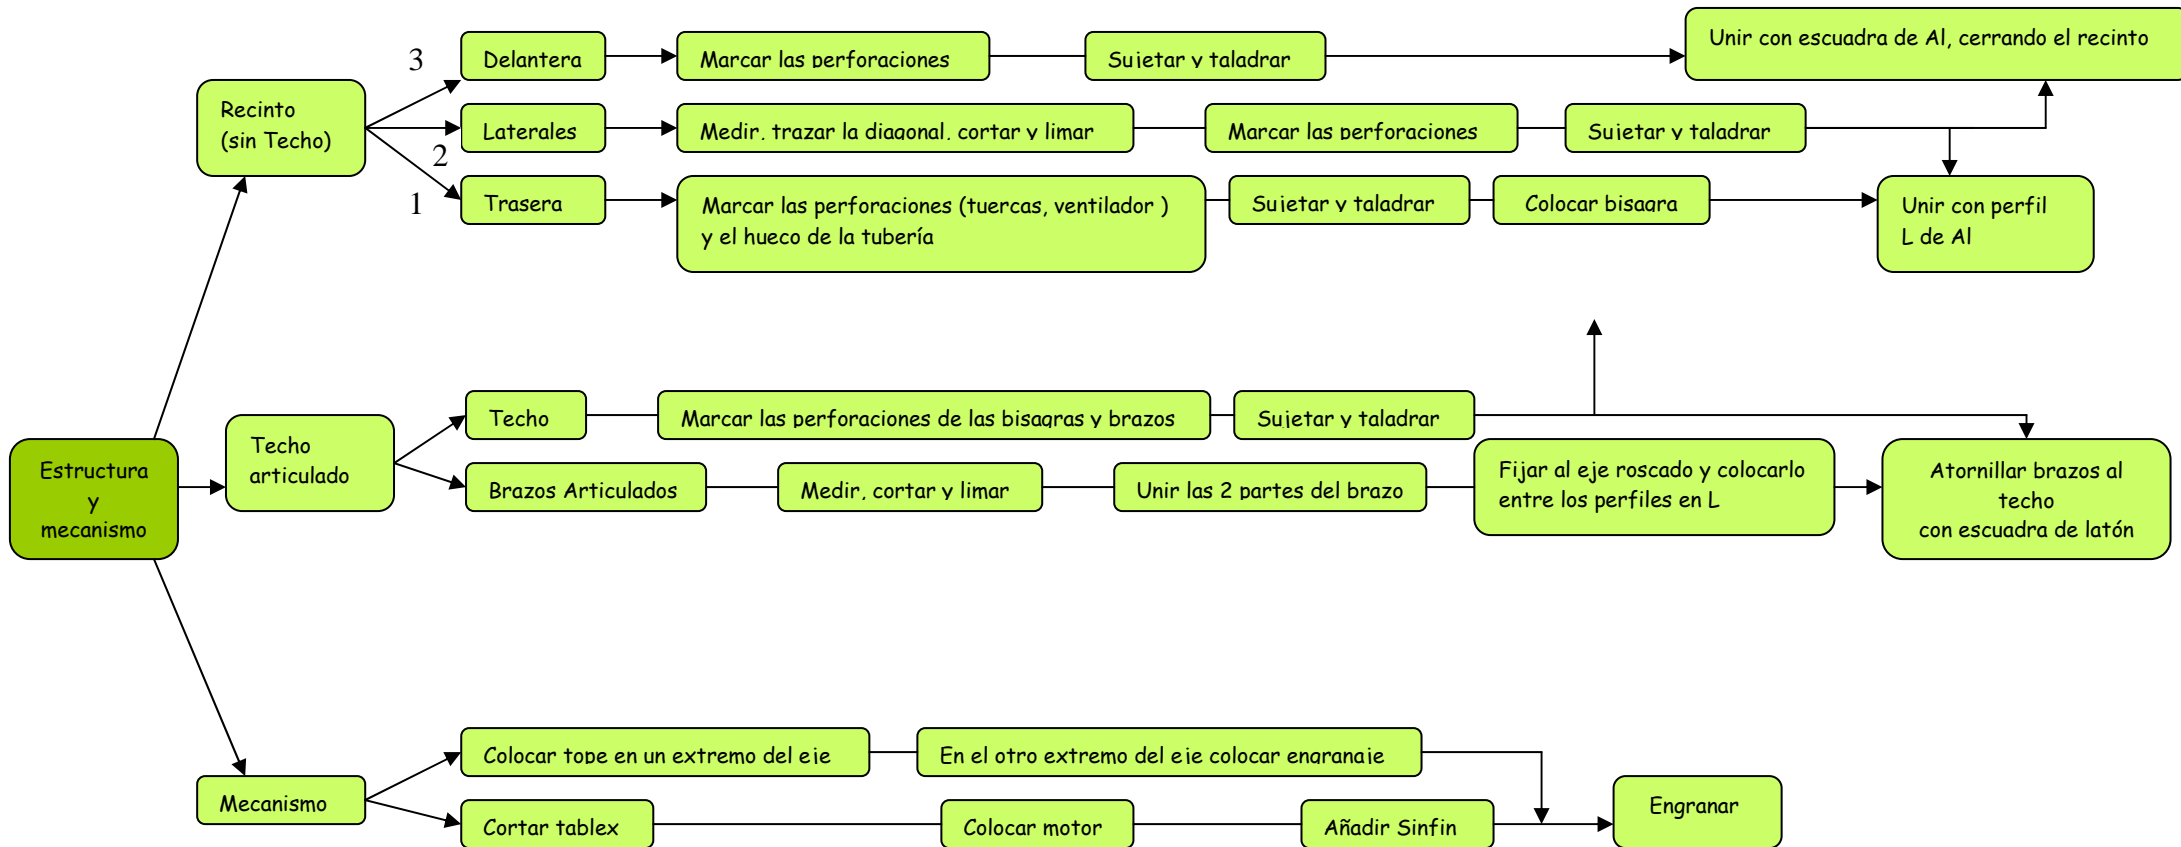 3
Delantera
Marcar las perforaciones
Sujetar y taladrar
Unir con escuadra de Al, cerrando el recinto
Recinto
(sin Techo)
Laterales
Medir, trazar la diagonal, cortar y limar
Marcar las perforaciones
Sujetar y taladrar
2
1
Trasera
Marcar las perforaciones (tuercas, ventilador )
y el hueco de la tubería
Sujetar y taladrar
Colocar bisagra
Unir con perfil
L de Al
Techo
Marcar las perforaciones de las bisagras y brazos
Sujetar y taladrar
Techo
articulado
Estructura
y
mecanismo
Brazos Articulados
Medir, cortar y limar
Unir las 2 partes del brazo
Fijar al eje roscado y colocarlo
entre los perfiles en L
Atornillar brazos al
techo
con escuadra de latón
Colocar tope en un extremo del eje
En el otro extremo del eje colocar engranaje
Mecanismo
Cortar tablex
Colocar motor
Añadir Sinfin
Engranar